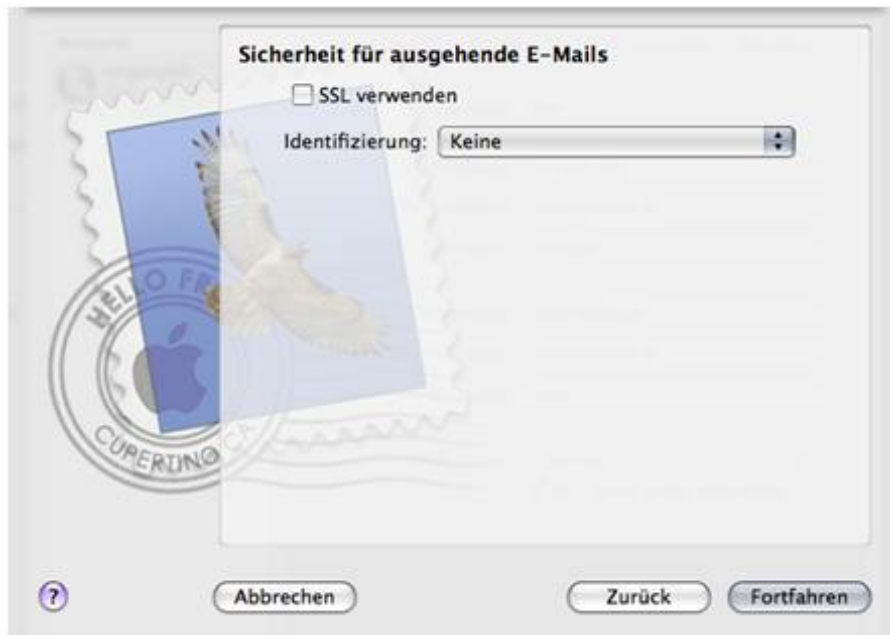 Sicherheit für ausgehende E-Mails
SSL verwenden
Identifizierung: Keine
HELLO FR
CUPERTINO CA
?
Abbrechen
Zurück
Fortfahren